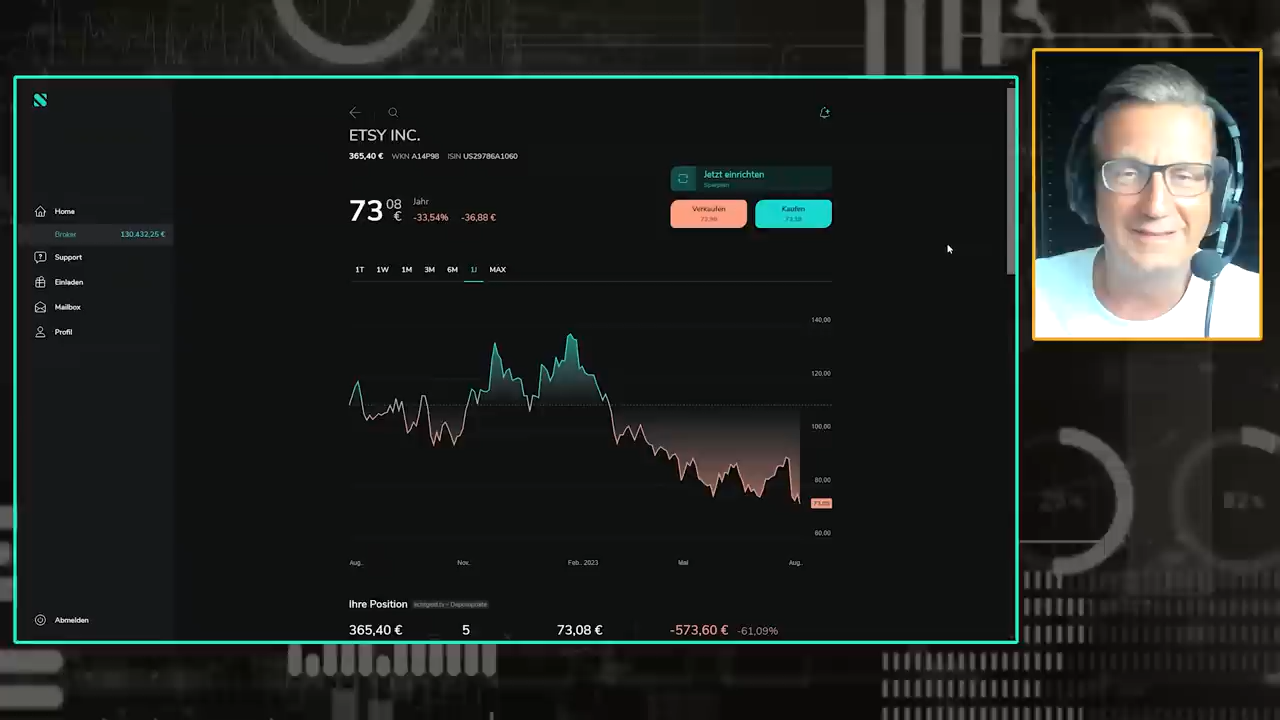 ETSY INC.
365,40 € WKN A14P98 ISIN US29786A1060
Jetzt einrichten
Sparplan
73 08 € Jahr
-33,54% -36,88 €
Verkaufen Kaufen
Home
Broker 130.432,25 €
Support
Einladen
Mailbox
Profil
Abmelden
1T 1W 1M 3M 6M 1J MAX
140,00
120,00
100,00
80,00
60,00
Aug. Nov. Feb. 2023 Mai Aug.
Ihre Position
365,40 € 5 73,08 € -573,60 € -61,09%